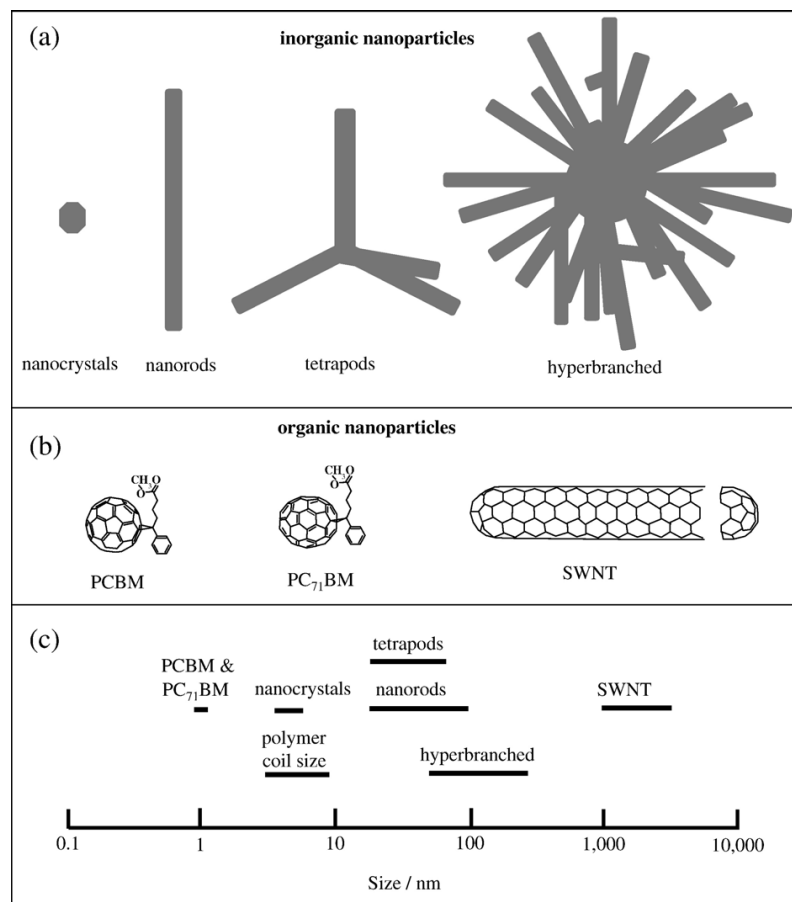 (a)
inorganic nanoparticles
nanocrystals
nanorods
tetrapods
hyperbranched
(b)
organic nanoparticles
CH₃O
O
PCBM
CH₃O
O
PC₇₁BM
SWNT
(c)
tetrapods
PCBM &
PC₇₁BM
nanocrystals
nanorods
SWNT
polymer
coil size
hyperbranched
0.1
1
10
100
1,000
10,000
Size / nm